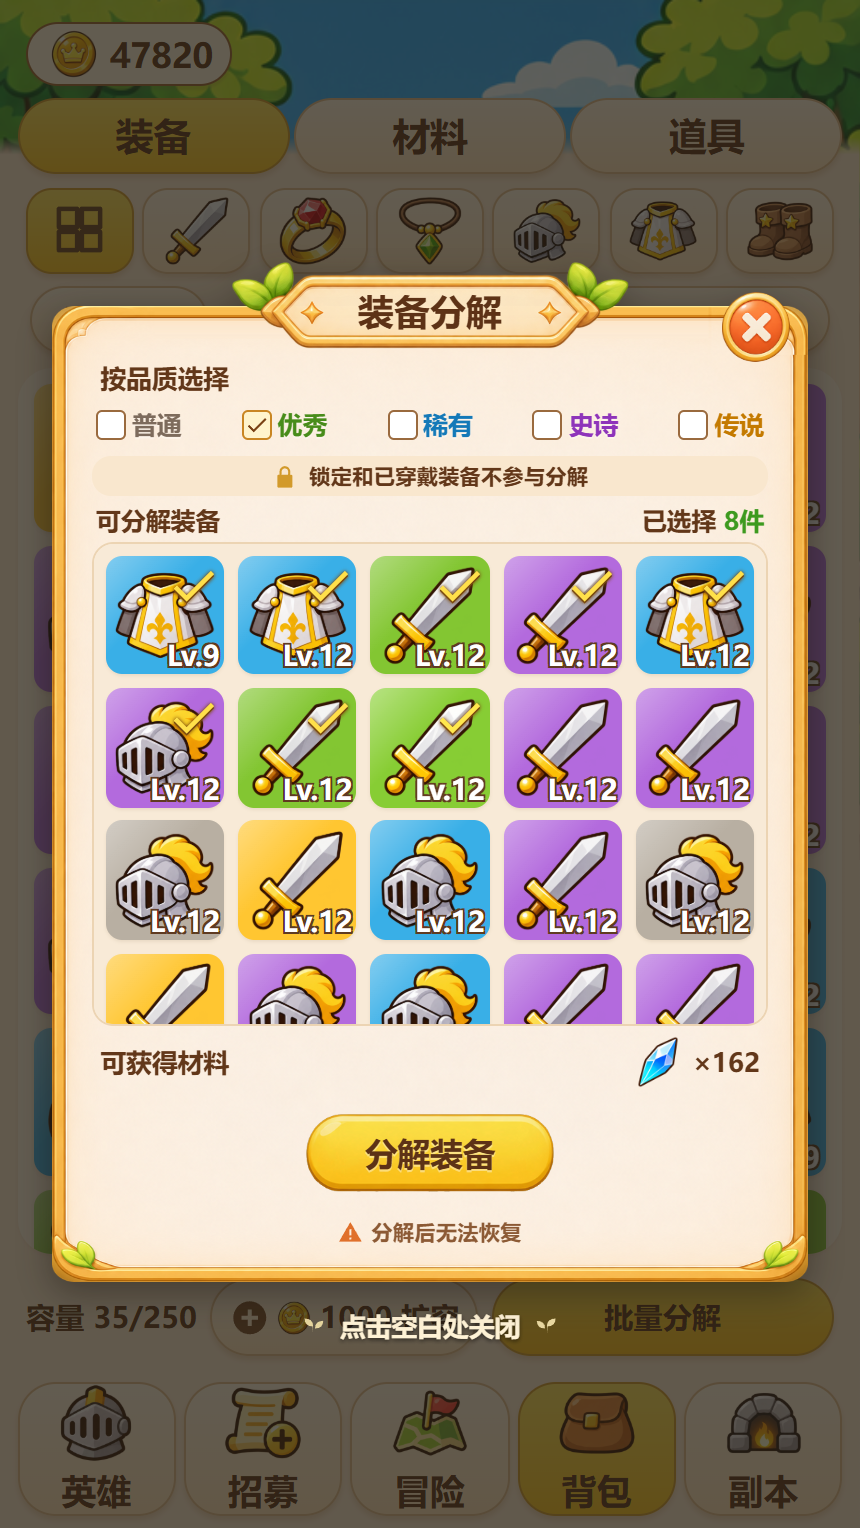 47820
装备 材料 道具
装备分解
按品质选择
普通 优秀 稀有 史诗 传说
锁定和已穿戴装备不参与分解
可分解装备 已选择 8件
Lv.9 Lv.12 Lv.12 Lv.12 Lv.12
Lv.12 Lv.12 Lv.12 Lv.12 Lv.12
Lv.12 Lv.12 Lv.12 Lv.12 Lv.12
可获得材料 ×162
分解装备
分解后无法恢复
容量 35/250 1000 扩容 批量分解
点击空白处关闭
英雄 招募 冒险 背包 副本